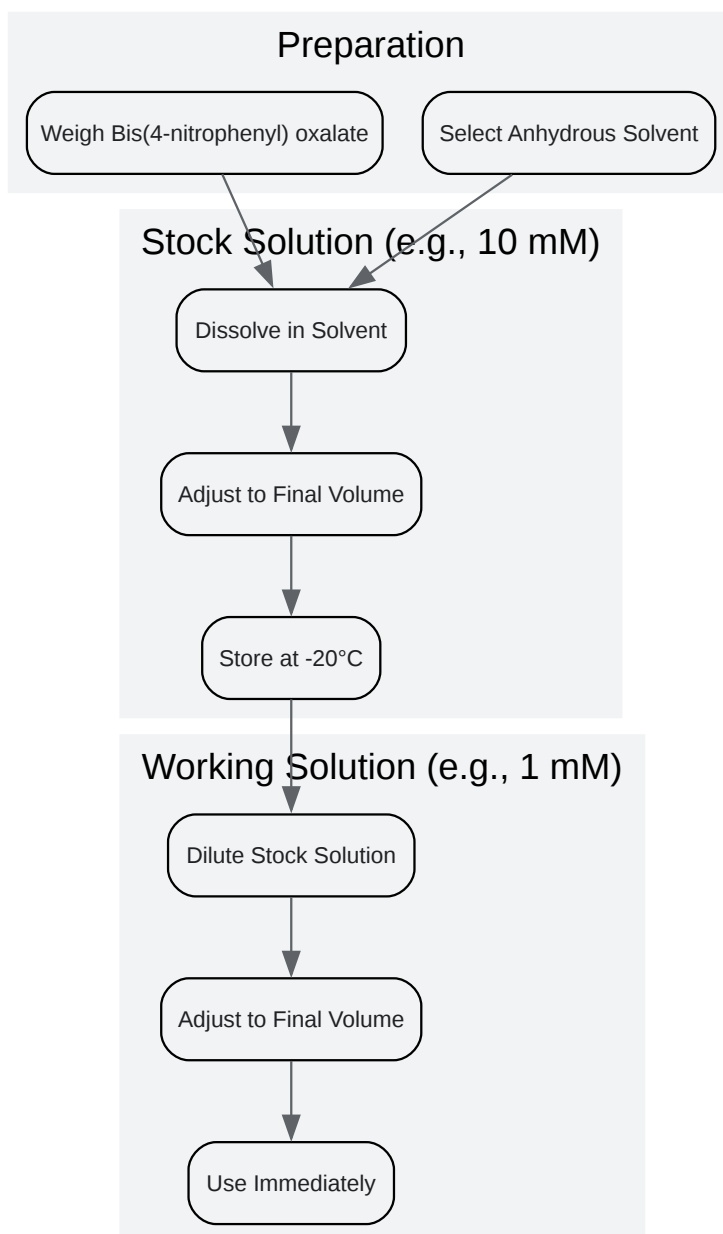 Preparation
Weigh Bis(4-nitrophenyl) oxalate
Select Anhydrous Solvent
Stock Solution (e.g., 10 mM)
Dissolve in Solvent
Adjust to Final Volume
Store at -20°C
Working Solution (e.g., 1 mM)
Dilute Stock Solution
Adjust to Final Volume
Use Immediately